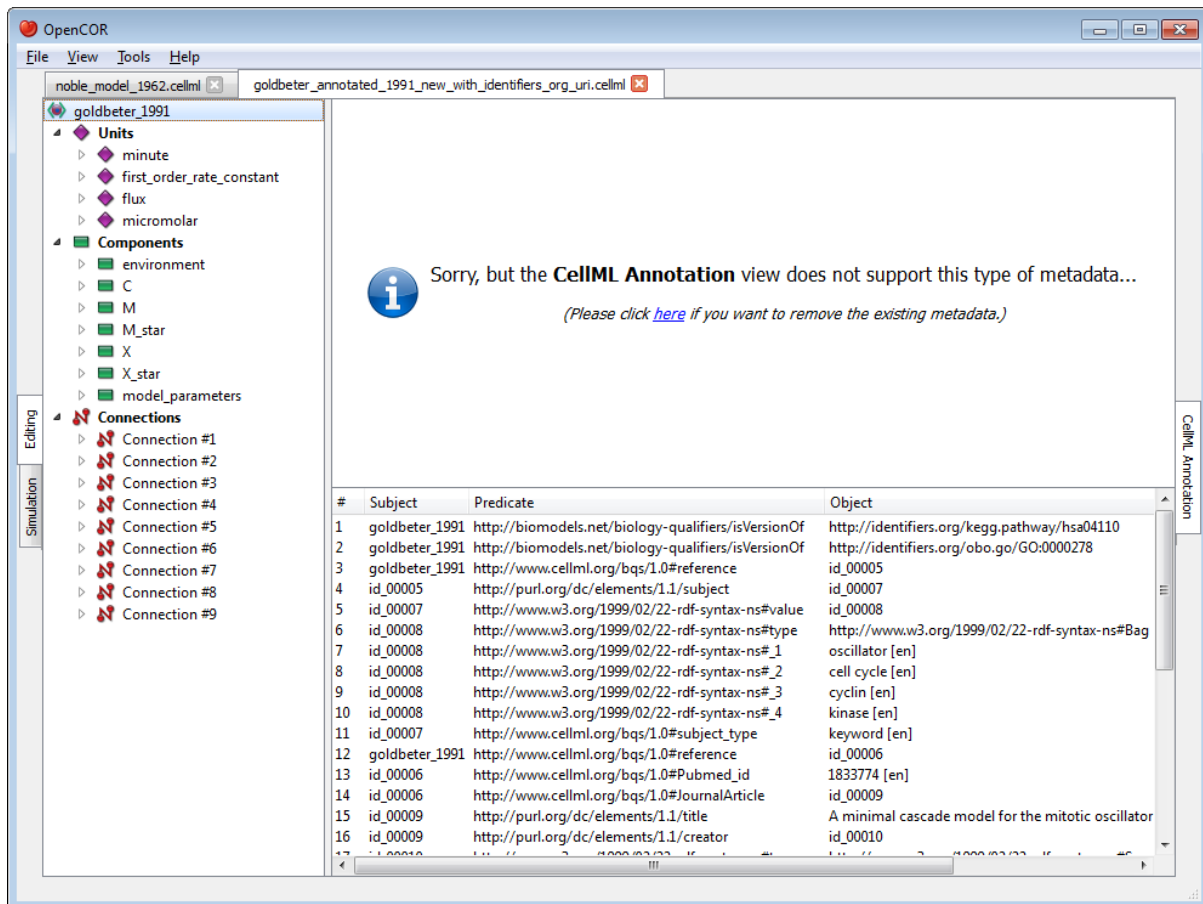 OpenCOR
File View Tools Help
noble_model_1962.cellml goldbeter_annotated_1991_new_with_identifiers_org_uri.cellml
goldbeter_1991
Units
minute
first_order_rate_constant
flux
micromolar
Components
environment
C
M
M_star
X
X_star
model_parameters
Connections
Connection #1
Connection #2
Connection #3
Connection #4
Connection #5
Connection #6
Connection #7
Connection #8
Connection #9
Editing
Simulation
Sorry, but the CellML Annotation view does not support this type of metadata...
(Please click here if you want to remove the existing metadata.)
# Subject Predicate Object
1 goldbeter_1991 http://biomodels.net/biology-qualifiers/isVersionOf http://identifiers.org/kegg.pathway/hsa04110
2 goldbeter_1991 http://biomodels.net/biology-qualifiers/isVersionOf http://identifiers.org/obo.go/GO:0000278
3 goldbeter_1991 http://www.cellml.org/bqs/1.0#reference id_00005
4 id_00005 http://purl.org/dc/elements/1.1/subject id_00007
5 id_00007 http://www.w3.org/1999/02/22-rdf-syntax-ns#value id_00008
6 id_00008 http://www.w3.org/1999/02/22-rdf-syntax-ns#type http://www.w3.org/1999/02/22-rdf-syntax-ns#Bag
7 id_00008 http://www.w3.org/1999/02/22-rdf-syntax-ns#_1 oscillator [en]
8 id_00008 http://www.w3.org/1999/02/22-rdf-syntax-ns#_2 cell cycle [en]
9 id_00008 http://www.w3.org/1999/02/22-rdf-syntax-ns#_3 cyclin [en]
10 id_00008 http://www.w3.org/1999/02/22-rdf-syntax-ns#_4 kinase [en]
11 id_00007 http://www.cellml.org/bqs/1.0#subject_type keyword [en]
12 goldbeter_1991 http://www.cellml.org/bqs/1.0#reference id_00006
13 id_00006 http://www.cellml.org/bqs/1.0#Pubmed_id 1833774 [en]
14 id_00006 http://www.cellml.org/bqs/1.0#JournalArticle id_00009
15 id_00009 http://purl.org/dc/elements/1.1/title A minimal cascade model for the mitotic oscillator
16 id_00009 http://purl.org/dc/elements/1.1/creator id_00010
CellML Annotation